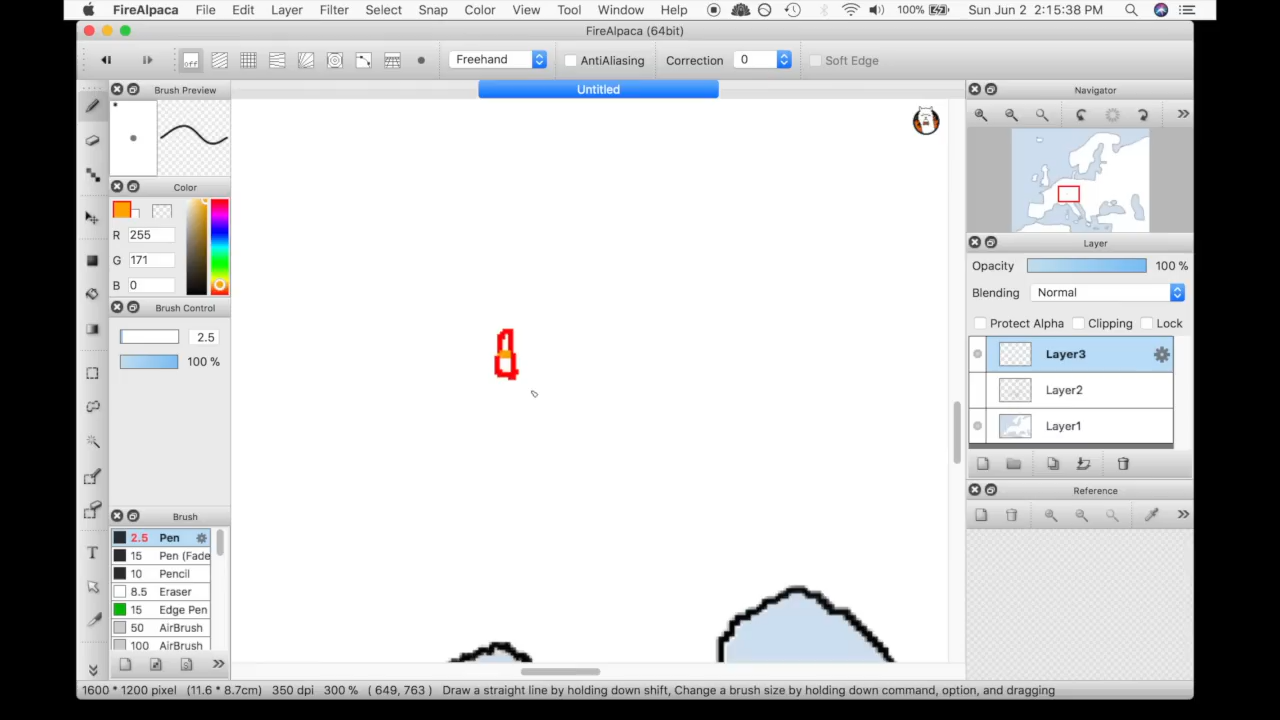 FireAlpaca File Edit Layer Filter Select Snap Color View Tool Window Help 100% Sun Jun 2 2:15:38 PM
FireAlpaca (64bit)
off Freehand AntiAliasing Correction 0 Soft Edge
Brush Preview
Untitled
Navigator
Color
R 255
G 171
B 0
Brush Control
2.5
100 %
Layer
Opacity 100 %
Blending Normal
Protect Alpha Clipping Lock
Layer3
Layer2
Layer1
Reference
Brush
2.5 Pen
15 Pen (Fade
10 Pencil
8.5 Eraser
15 Edge Pen
50 AirBrush
100 AirBrush
T
1600 * 1200 pixel (11.6 * 8.7cm) 350 dpi 300 % ( 649, 763 ) Draw a straight line by holding down shift, Change a brush size by holding down command, option, and dragging